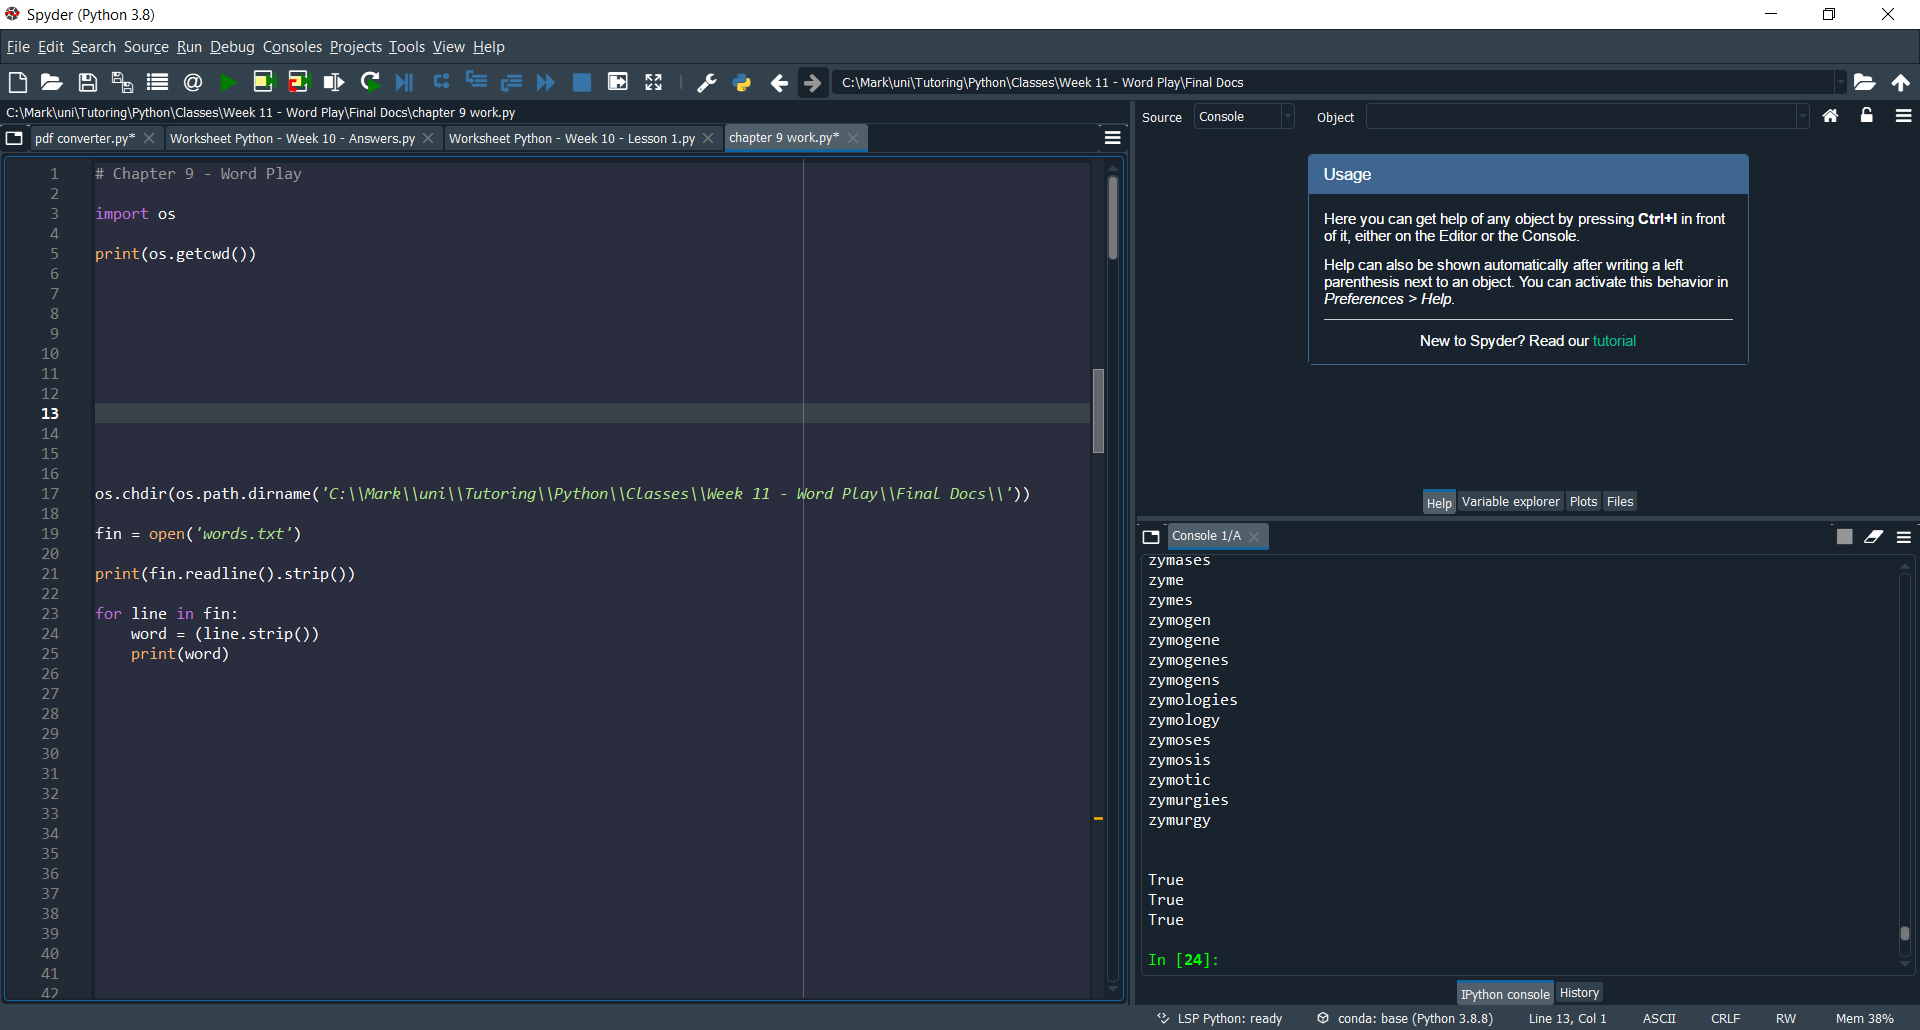 Spyder (Python 3.8)
File Edit Search Source Run Debug Consoles Projects Tools View Help
C:\Mark\uni\Tutoring\Python\Classes\Week 11 - Word Play\Final Docs
C:\Mark\uni\Tutoring\Python\Classes\Week 11 - Word Play\Final Docs\chapter 9 work.py
pdf converter.py* Worksheet Python - Week 10 - Answers.py Worksheet Python - Week 10 - Lesson 1.py chapter 9 work.py*
1 # Chapter 9 - Word Play
2
3 import os
4
5 print(os.getcwd())
6
7
8
9
10
11
12
13
14
15
16
17 os.chdir(os.path.dirname('C:\\Mark\\uni\\Tutoring\\Python\\Classes\\Week 11 - Word Play\\Final Docs\\'))
18
19 fin = open('words.txt')
20
21 print(fin.readline().strip())
22
23 for line in fin:
24     word = (line.strip())
25     print(word)
26
27
28
29
30
31
32
33
34
35
36
37
38
39
40
41
42
Source Console Object
Usage
Here you can get help of any object by pressing Ctrl+I in front
of it, either on the Editor or the Console.
Help can also be shown automatically after writing a left
parenthesis next to an object. You can activate this behavior in
Preferences > Help.
New to Spyder? Read our tutorial
Help Variable explorer Plots Files
Console 1/A
zymases
zyme
zymes
zymogen
zymogene
zymogenes
zymogens
zymologies
zymology
zymoses
zymosis
zymotic
zymurgies
zymurgy
True
True
True
In [24]:
IPython console History
LSP Python: ready conda: base (Python 3.8.8) Line 13, Col 1 ASCII CRLF RW Mem 38%